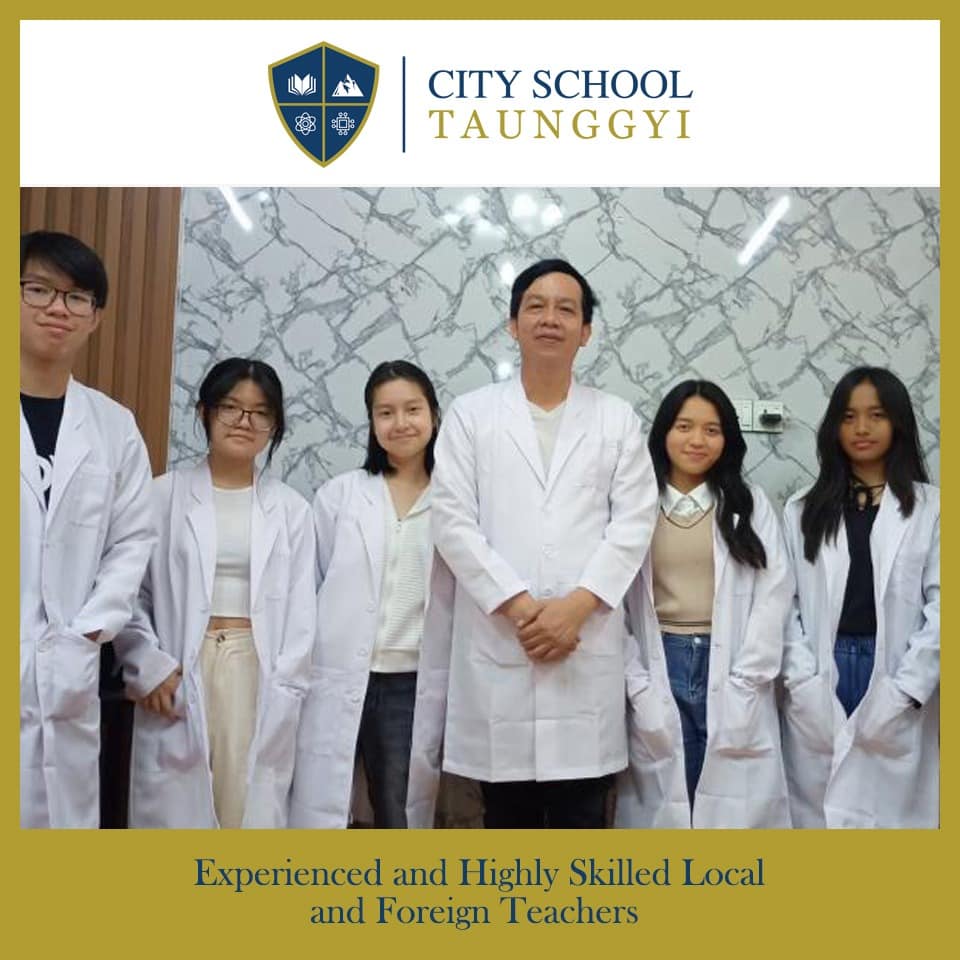 CITY SCHOOL
TAUNGGYI
Experienced and Highly Skilled Local
and Foreign Teachers